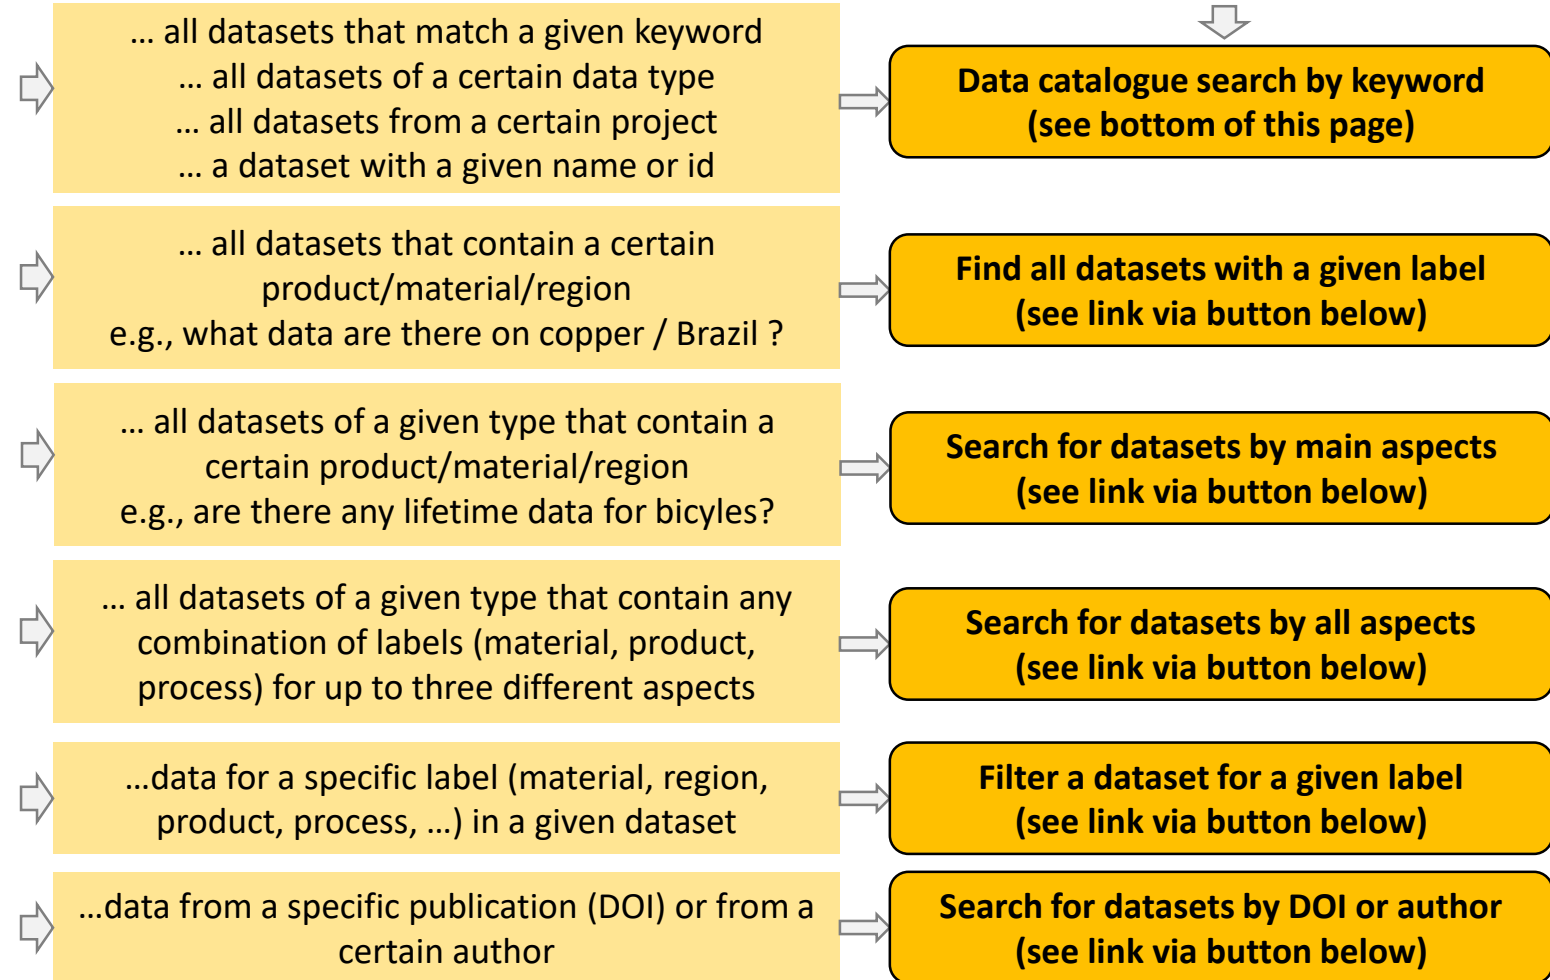 … all datasets that match a given keyword
… all datasets of a certain data type
… all datasets from a certain project
… a dataset with a given name or id
Data catalogue search by keyword
(see bottom of this page)
… all datasets that contain a certain
product/material/region
e.g., what data are there on copper / Brazil ?
Find all datasets with a given label
(see link via button below)
… all datasets of a given type that contain a
certain product/material/region
e.g., are there any lifetime data for bicyles?
Search for datasets by main aspects
(see link via button below)
… all datasets of a given type that contain any
combination of labels (material, product,
process) for up to three different aspects
Search for datasets by all aspects
(see link via button below)
…data for a specific label (material, region,
product, process, …) in a given dataset
Filter a dataset for a given label
(see link via button below)
…data from a specific publication (DOI) or from a
certain author
Search for datasets by DOI or author
(see link via button below)